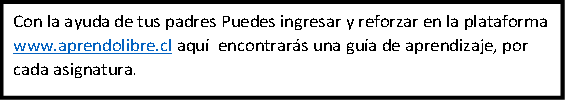 Con la ayuda de tus padres Puedes ingresar y reforzar en la plataforma
www.aprendolibre.cl aquí  encontrarás una guía de aprendizaje, por
cada asignatura.